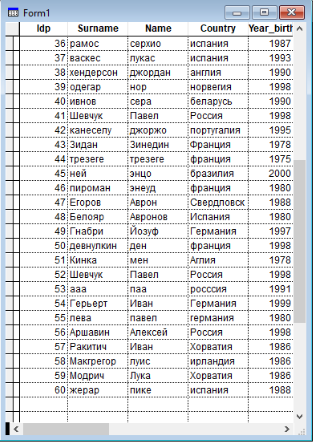 Form1
Idp Surname Name Country Year_birth
36 рамос серхио испания 1987
37 васкес лукас испания 1993
38 хендерсон джордан англия 1990
39 одегар нор норвегия 1998
40 ивнов сера беларусь 1990
41 Шевчук Павел Россия 1998
42 канеселу джоржо португалия 1995
43 Зидан Зинедин Франция 1978
44 трезеге трезеге франция 1975
45 ней энцо бразилия 2000
46 пироман энеуд франция 1980
47 Егоров Аврон Свердловск 1988
48 Белояр Авронов Испания 1980
49 Гнабри Йозуф Германия 1997
50 девнулкин ден франция 1998
51 Кинка мен Аглия 1978
52 Шевчук Павел Россия 1998
53 ааа паа росссия 1991
54 Герьерт Иван Германия 1999
55 лева павел германия 1980
56 Аршавин Алексей Россия 1998
57 Ракитич Иван Хорватия 1986
58 Макгрегор луис ирландия 1986
59 Модрич Лука Хорватия 1986
60 жерар пике испания 1988